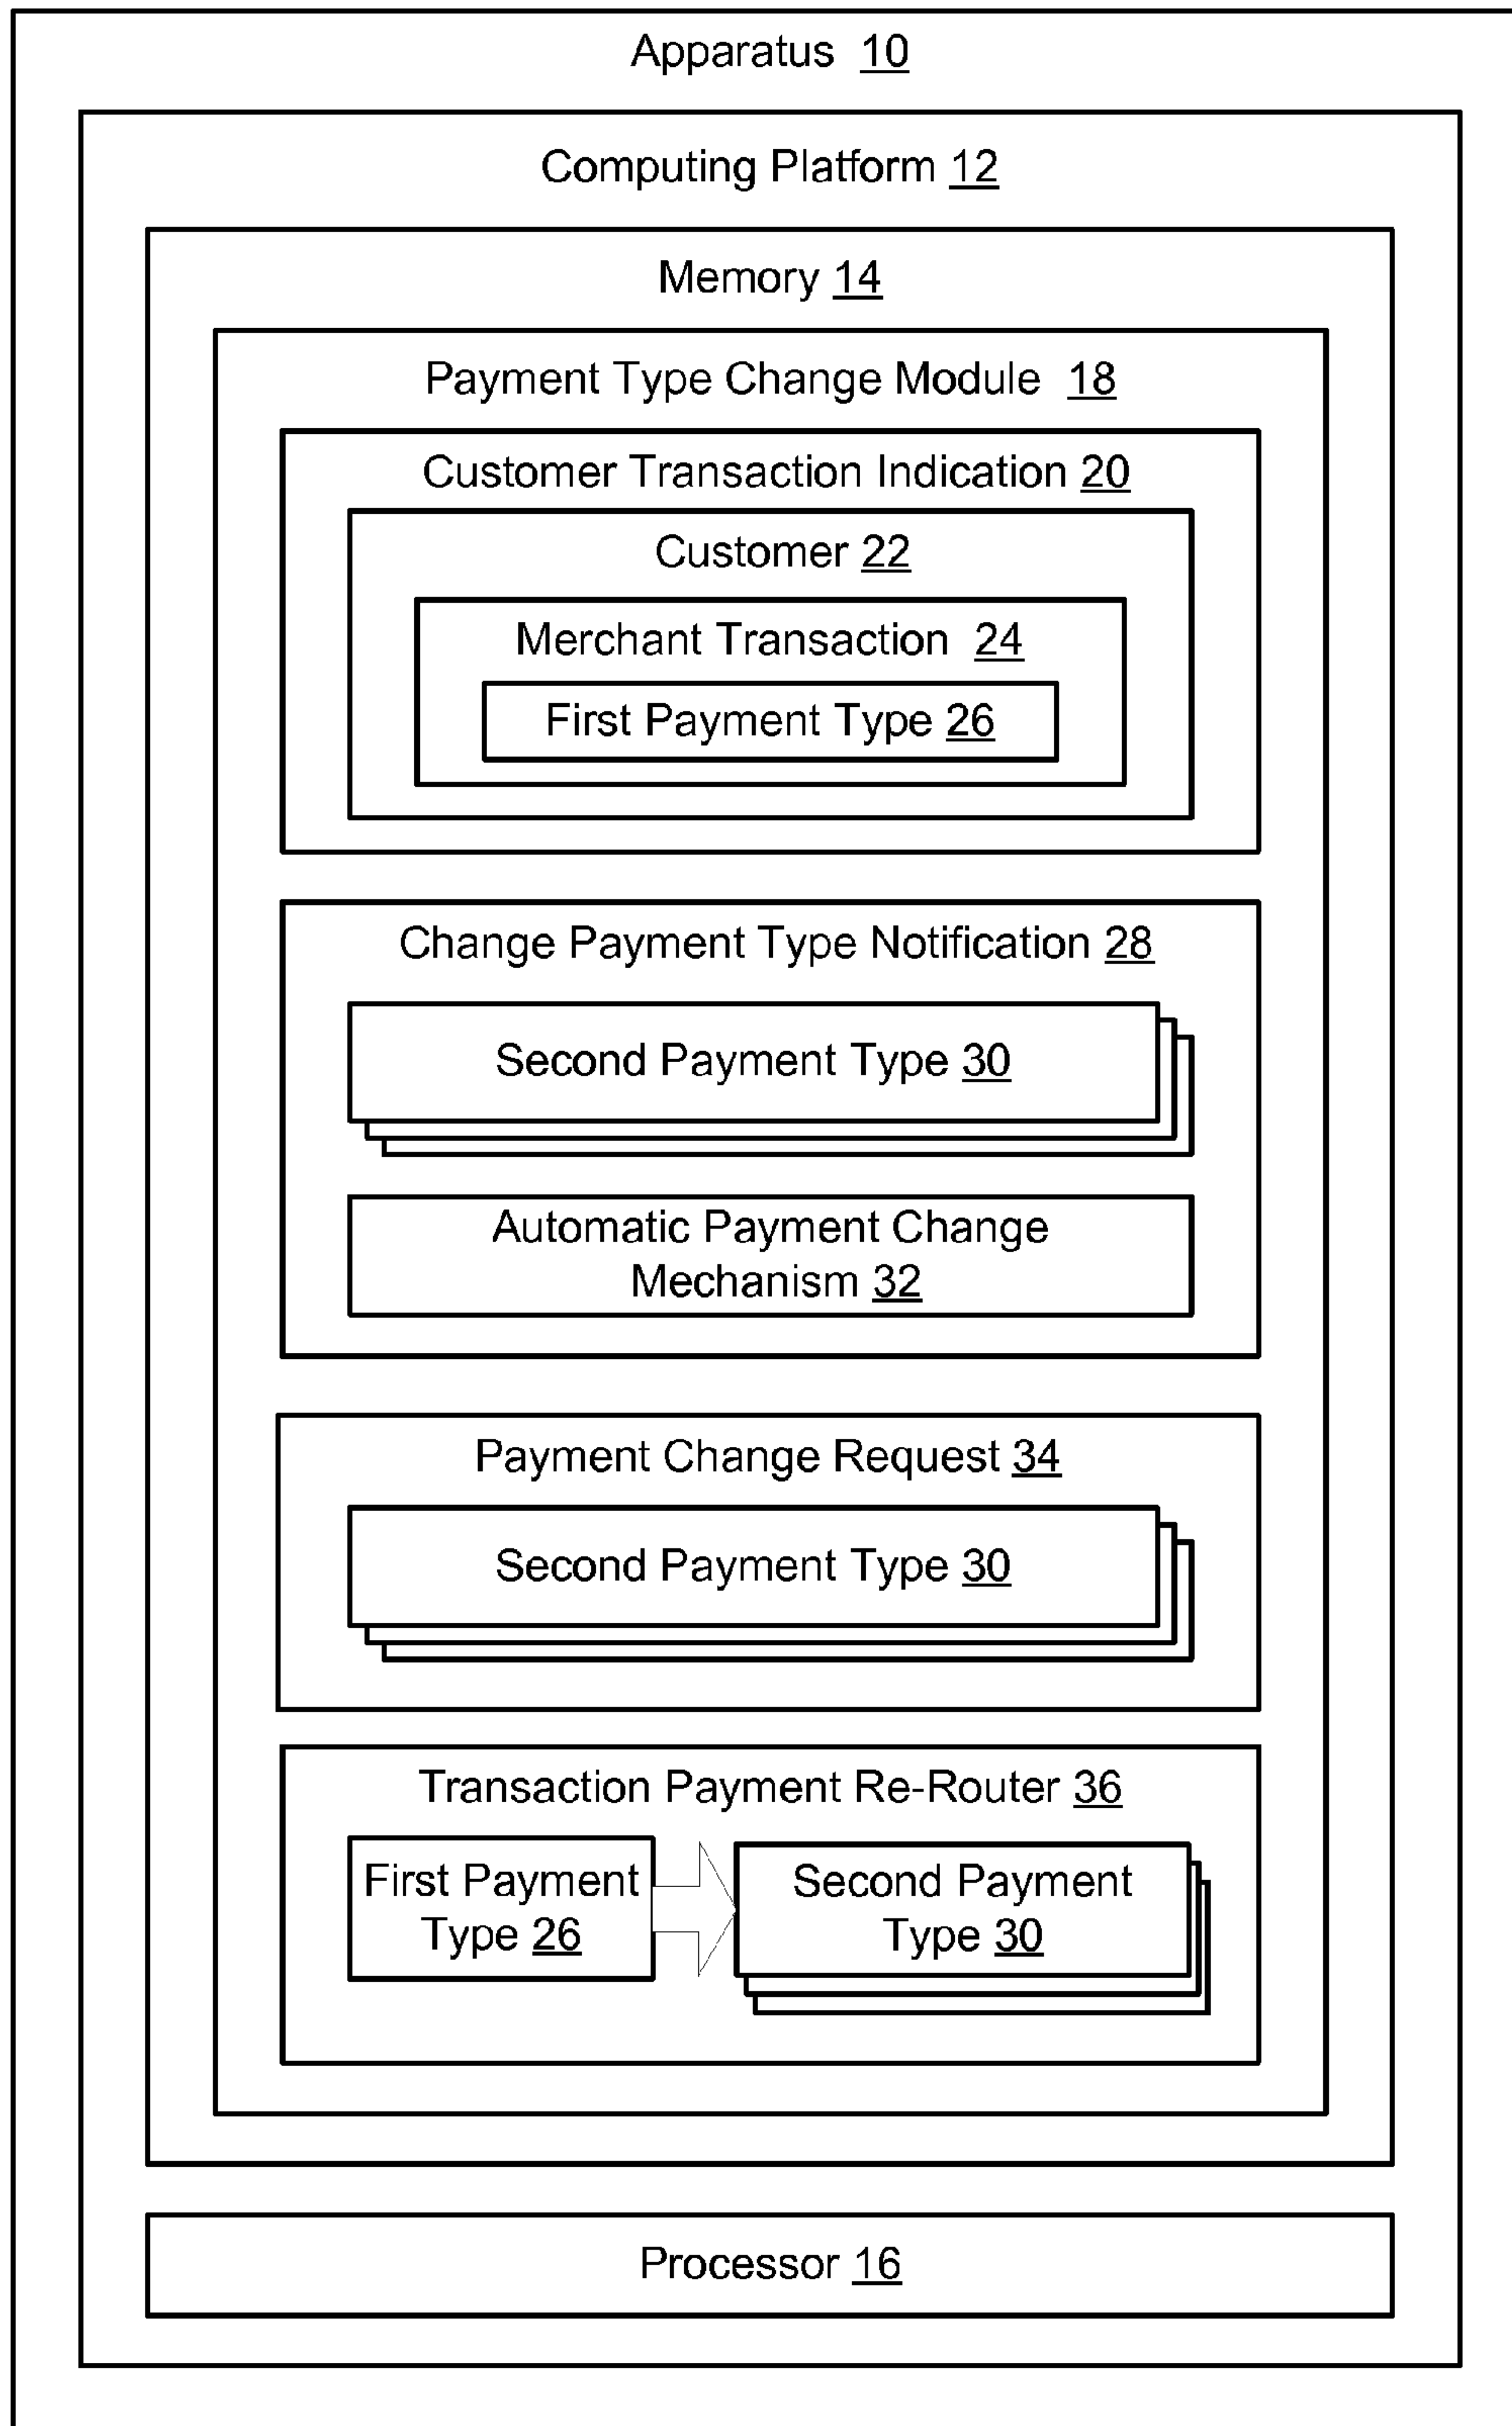 Apparatus 10
Computing Platform 12
Memory 14
Payment Type Change Module 18
Customer Transaction Indication 20
Customer 22
Merchant Transaction 24
First Payment Type 26
Change Payment Type Notification 28
Second Payment Type 30
Automatic Payment Change
Mechanism 32
Payment Change Request 34
Second Payment Type 30
Transaction Payment Re-Router 36
First Payment
Type 26
Second Payment
Type 30
Processor 16